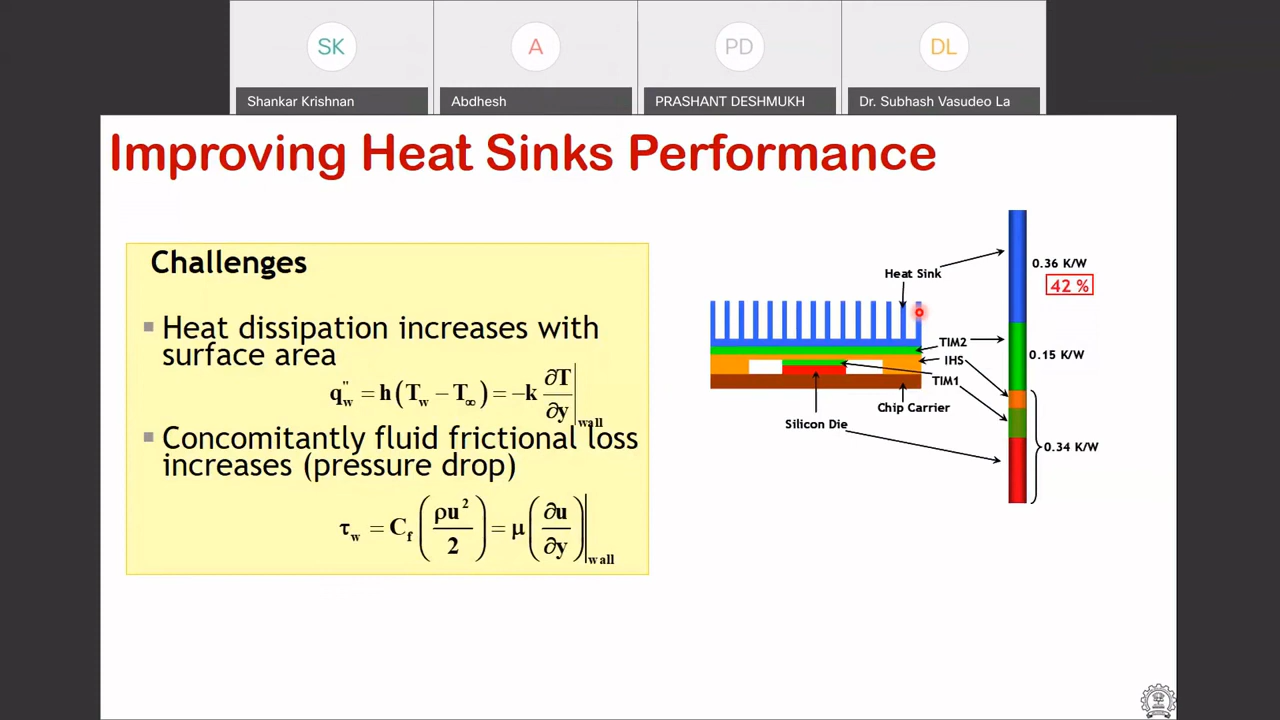 SK
A
PD
DL
Shankar Krishnan
Abdhesh
PRASHANT DESHMUKH
Dr. Subhash Vasudeo La
Improving Heat Sinks Performance
Challenges
▪ Heat dissipation increases with
surface area
q''w = h(Tw − T∞) = −k ∂T/∂y|wall
▪ Concomitantly fluid frictional loss
increases (pressure drop)
τw = Cf (ρu²/2) = μ (∂u/∂y)|wall
Heat Sink
TIM2
IHS
TIM1
Chip Carrier
Silicon Die
0.36 K/W
42 %
0.15 K/W
0.34 K/W